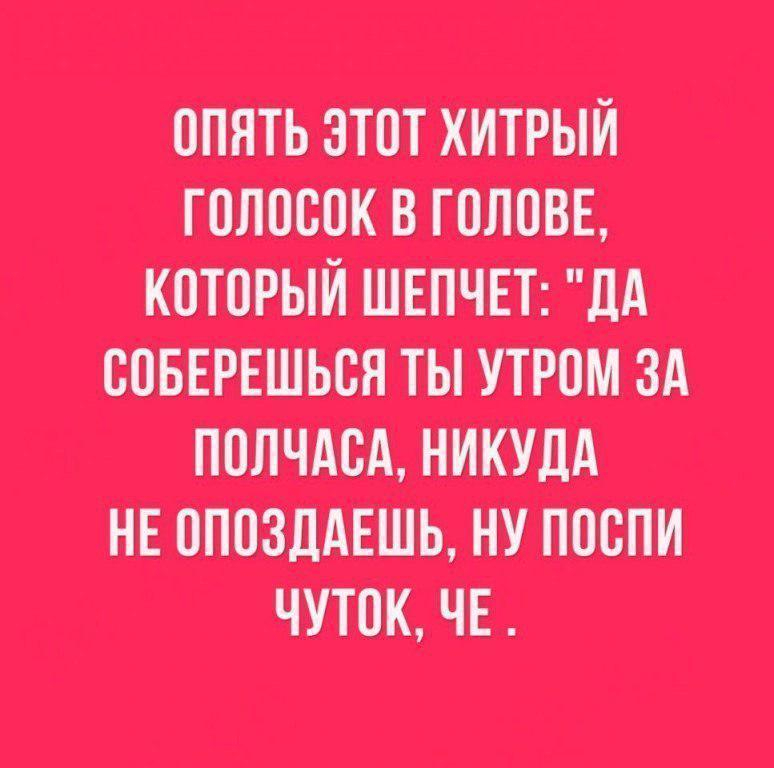 ОПЯТЬ ЭТОТ ХИТРЫЙ
ГОЛОСОК В ГОЛОВЕ,
КОТОРЫЙ ШЕПЧЕТ: "ДА
СОБЕРЕШЬСЯ ТЫ УТРОМ ЗА
ПОЛЧАСА, НИКУДА
НЕ ОПОЗДАЕШЬ, НУ ПОСПИ
ЧУТОК, ЧЕ .